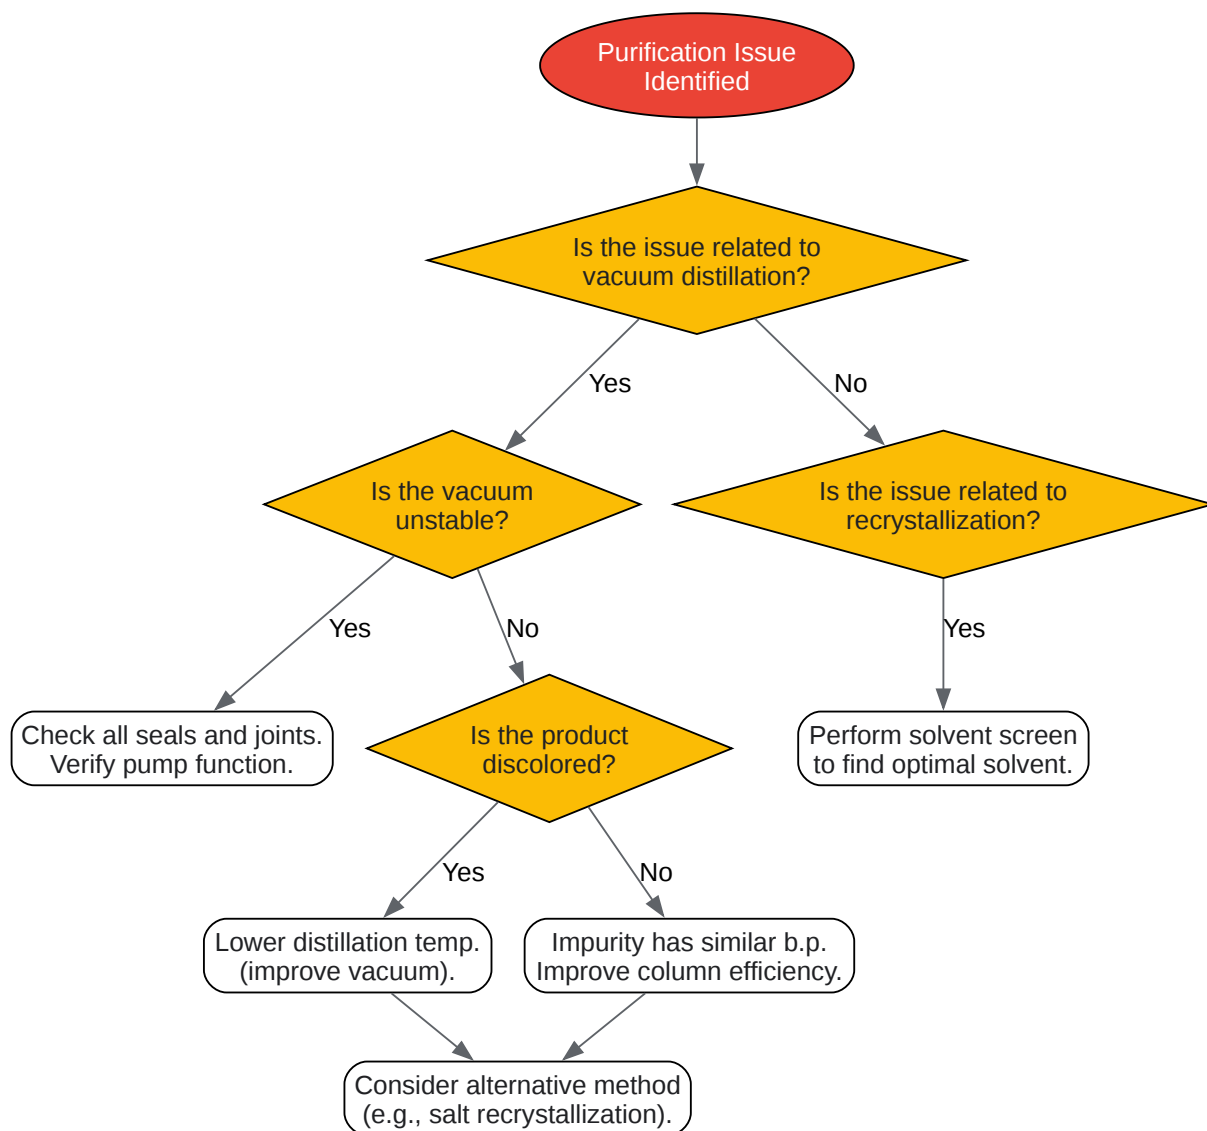 Purification Issue
Identified
Is the issue related to
vacuum distillation?
Yes
No
Is the vacuum
unstable?
Is the issue related to
recrystallization?
Yes
No
Yes
Check all seals and joints.
Verify pump function.
Is the product
discolored?
Perform solvent screen
to find optimal solvent.
Yes
No
Lower distillation temp.
(improve vacuum).
Impurity has similar b.p.
Improve column efficiency.
Consider alternative method
(e.g., salt recrystallization).